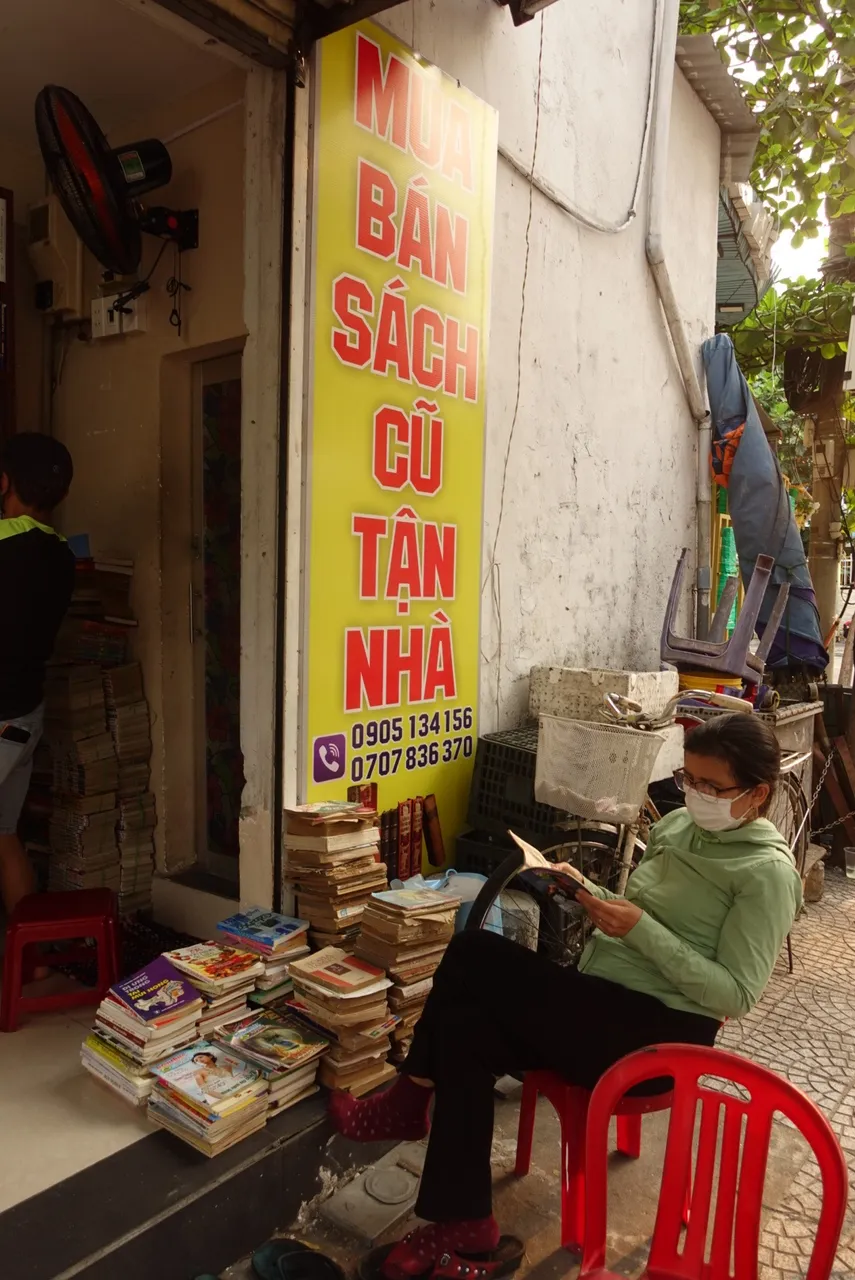 MUA
BÁN
SÁCH
CŨ
TẬN
NHÀ
0905 134 156
0707 836 370